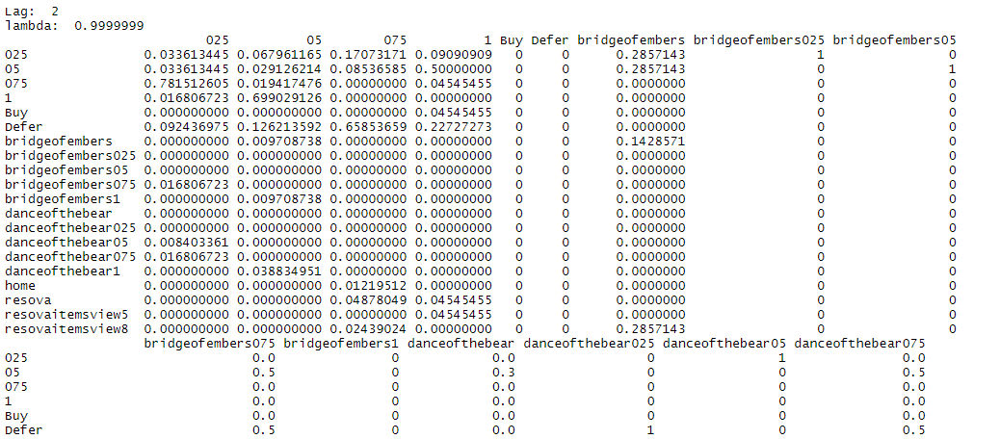 Lag:  2
lambda:  0.9999999
025 05 075 1 Buy Defer bridgeofembers bridgeofembers025 bridgeofembers05
025 0.033613445 0.067961165 0.17073171 0.09090909 0 0 0.2857143 1 0
05 0.033613445 0.029126214 0.08536585 0.50000000 0 0 0.2857143 0 1
075 0.781512605 0.019417476 0.00000000 0.04545455 0 0 0.0000000 0 0
1 0.016806723 0.699029126 0.00000000 0.00000000 0 0 0.0000000 0 0
Buy 0.000000000 0.000000000 0.00000000 0.04545455 0 0 0.0000000 0 0
Defer 0.092436975 0.126213592 0.65853659 0.22727273 0 0 0.0000000 0 0
bridgeofembers 0.000000000 0.009708738 0.00000000 0.00000000 0 0 0.1428571 0 0
bridgeofembers025 0.000000000 0.000000000 0.00000000 0.00000000 0 0 0.0000000 0 0
bridgeofembers05 0.000000000 0.000000000 0.00000000 0.00000000 0 0 0.0000000 0 0
bridgeofembers075 0.016806723 0.000000000 0.00000000 0.00000000 0 0 0.0000000 0 0
bridgeofembers1 0.000000000 0.009708738 0.00000000 0.00000000 0 0 0.0000000 0 0
danceofthebear 0.000000000 0.000000000 0.00000000 0.00000000 0 0 0.0000000 0 0
danceofthebear025 0.000000000 0.000000000 0.00000000 0.00000000 0 0 0.0000000 0 0
danceofthebear05 0.008403361 0.000000000 0.00000000 0.00000000 0 0 0.0000000 0 0
danceofthebear075 0.016806723 0.000000000 0.00000000 0.00000000 0 0 0.0000000 0 0
danceofthebear1 0.000000000 0.038834951 0.00000000 0.00000000 0 0 0.0000000 0 0
home 0.000000000 0.000000000 0.01219512 0.00000000 0 0 0.0000000 0 0
resova 0.000000000 0.000000000 0.04878049 0.04545455 0 0 0.0000000 0 0
resovaitemsview5 0.000000000 0.000000000 0.00000000 0.04545455 0 0 0.0000000 0 0
resovaitemsview8 0.000000000 0.000000000 0.02439024 0.00000000 0 0 0.2857143 0 0
bridgeofembers075 bridgeofembers1 danceofthebear danceofthebear025 danceofthebear05 danceofthebear075
025 0.0 0 0.0 0 1 0.0
05 0.5 0 0.3 0 0 0.5
075 0.0 0 0.0 0 0 0.0
1 0.0 0 0.0 0 0 0.0
Buy 0.0 0 0.0 0 0 0.0
Defer 0.5 0 0.0 1 0 0.5